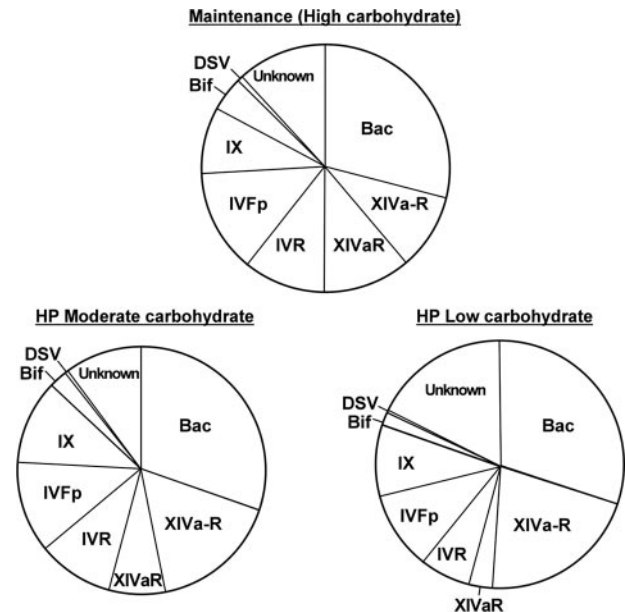 Maintenance (High carbohydrate)
DSV
Unknown
Bif
Bac
IX
XIVa-R
IVFp
IVR
XIVaR
HP Moderate carbohydrate
DSV
Unknown
Bif
Bac
IX
IVFp
XIVa-R
IVR
XIVaR
HP Low carbohydrate
Unknown
DSV
Bac
Bif
IX
IVFp
XIVa-R
IVR
XIVaR